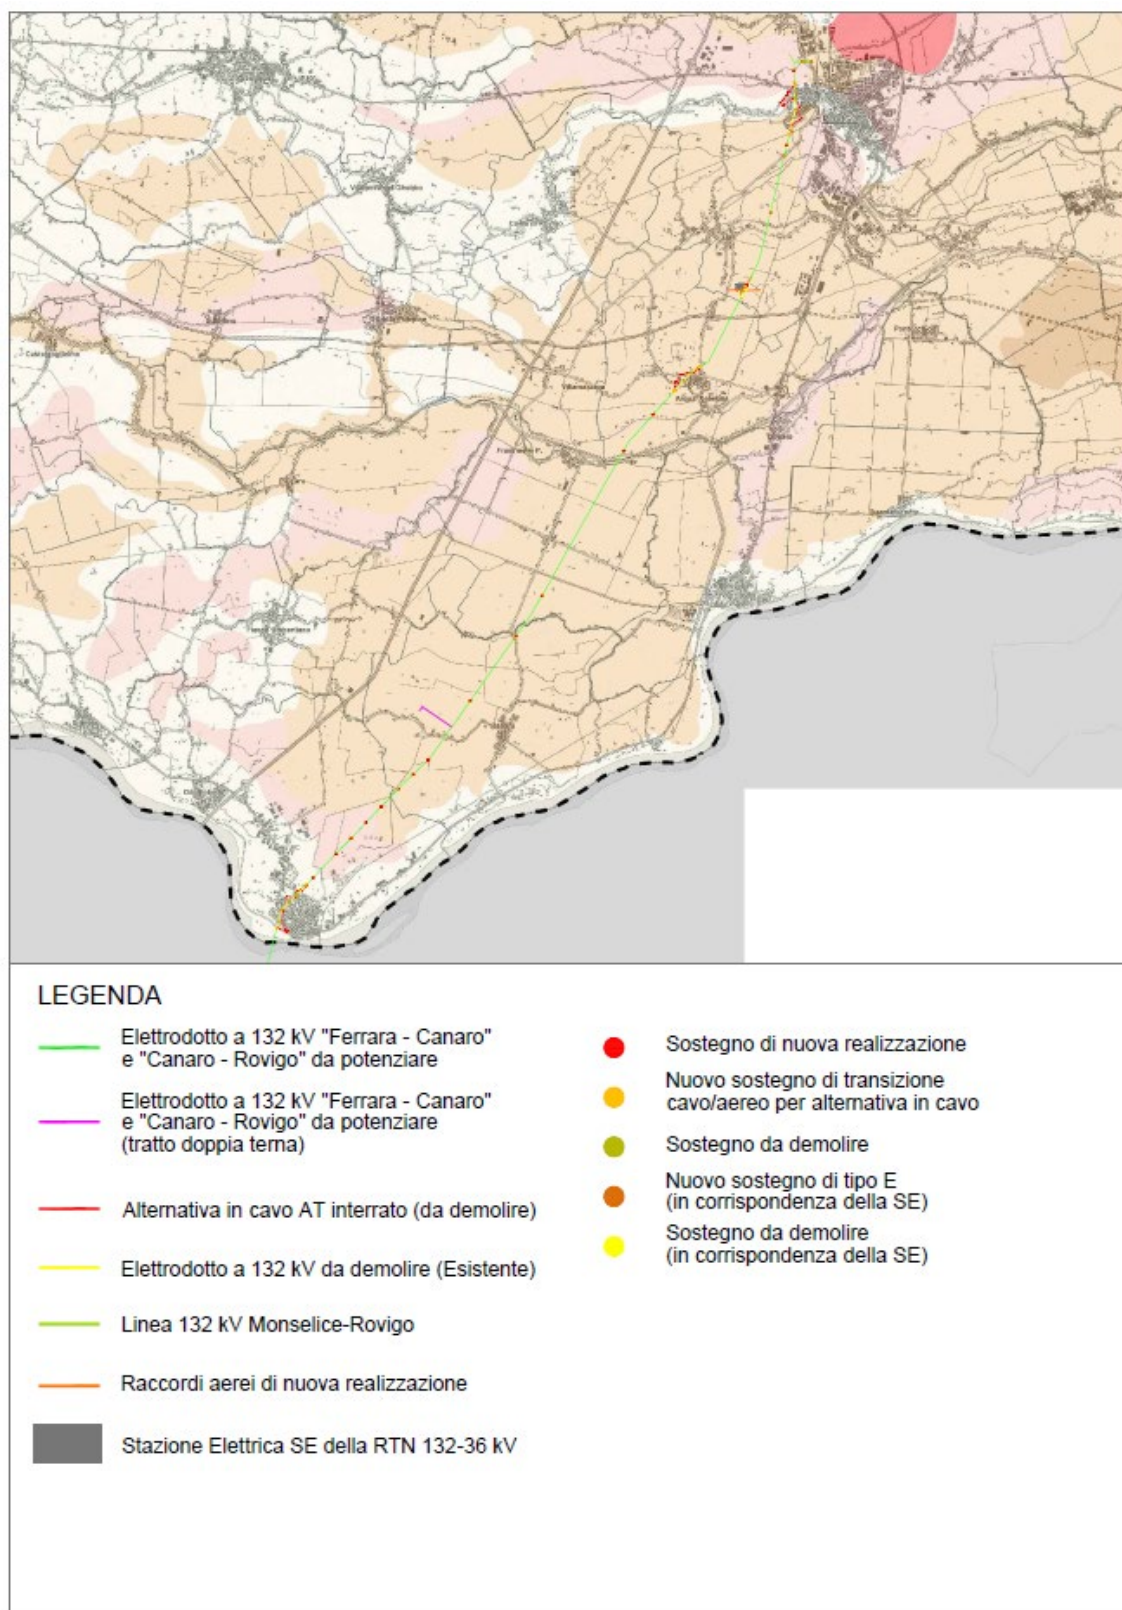 LEGENDA
Elettrodotto a 132 kV "Ferrara - Canaro"
e "Canaro - Rovigo" da potenziare
Elettrodotto a 132 kV "Ferrara - Canaro"
e "Canaro - Rovigo" da potenziare
(tratto doppia terna)
Alternativa in cavo AT interrato (da demolire)
Elettrodotto a 132 kV da demolire (Esistente)
Linea 132 kV Monselice-Rovigo
Raccordi aerei di nuova realizzazione
Stazione Elettrica SE della RTN 132-36 kV
Sostegno di nuova realizzazione
Nuovo sostegno di transizione
cavo/aereo per alternativa in cavo
Sostegno da demolire
Nuovo sostegno di tipo E
(in corrispondenza della SE)
Sostegno da demolire
(in corrispondenza della SE)